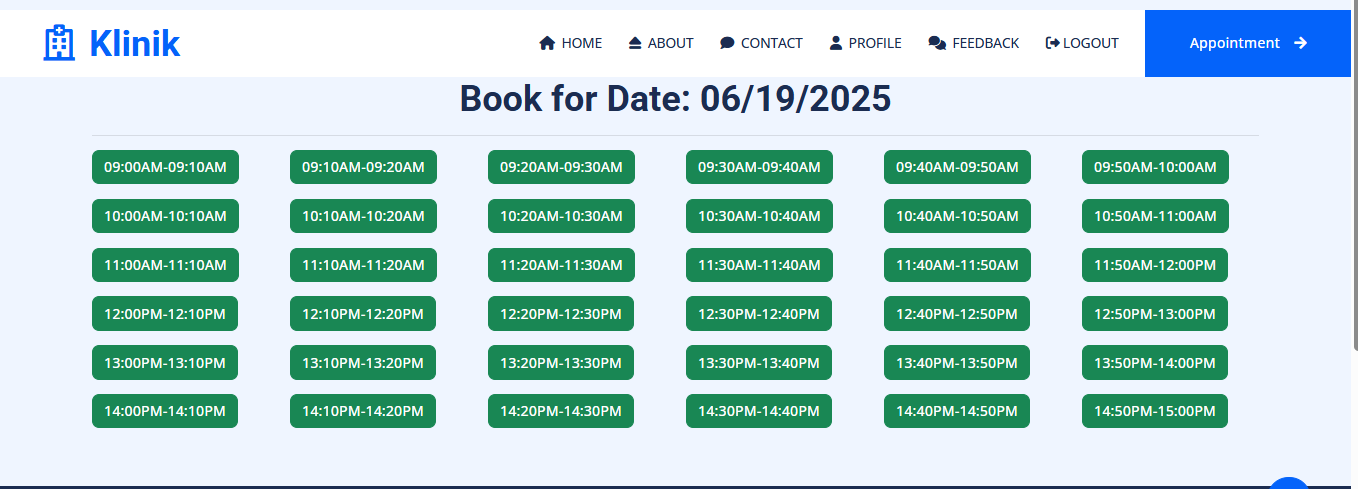 Klinik HOME ABOUT CONTACT PROFILE FEEDBACK LOGOUT Appointment
Book for Date: 06/19/2025
09:00AM-09:10AM 09:10AM-09:20AM 09:20AM-09:30AM 09:30AM-09:40AM 09:40AM-09:50AM 09:50AM-10:00AM
10:00AM-10:10AM 10:10AM-10:20AM 10:20AM-10:30AM 10:30AM-10:40AM 10:40AM-10:50AM 10:50AM-11:00AM
11:00AM-11:10AM 11:10AM-11:20AM 11:20AM-11:30AM 11:30AM-11:40AM 11:40AM-11:50AM 11:50AM-12:00PM
12:00PM-12:10PM 12:10PM-12:20PM 12:20PM-12:30PM 12:30PM-12:40PM 12:40PM-12:50PM 12:50PM-13:00PM
13:00PM-13:10PM 13:10PM-13:20PM 13:20PM-13:30PM 13:30PM-13:40PM 13:40PM-13:50PM 13:50PM-14:00PM
14:00PM-14:10PM 14:10PM-14:20PM 14:20PM-14:30PM 14:30PM-14:40PM 14:40PM-14:50PM 14:50PM-15:00PM